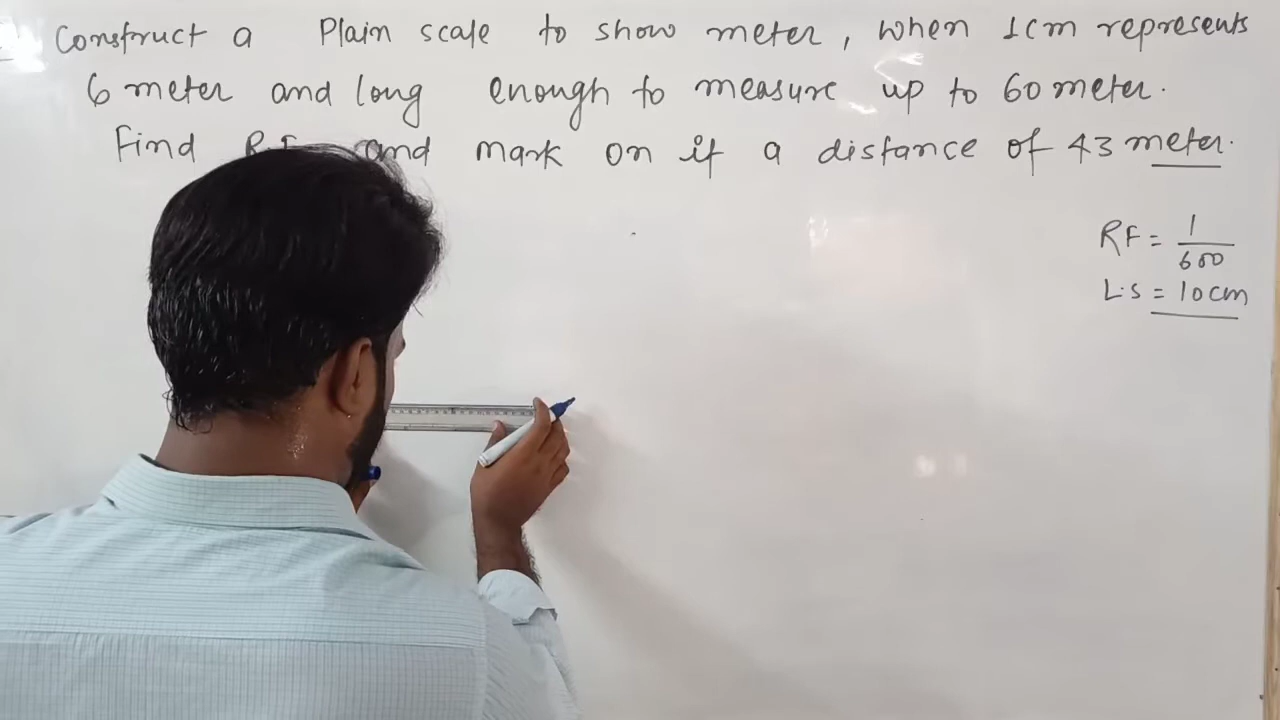 Construct a Plain scale to show meter, when 1cm represents
6 meter and long enough to measure up to 60 meter.
Find R.F. and mark on it a distance of 43 meter.
RF = 1/600
L.S = 10cm